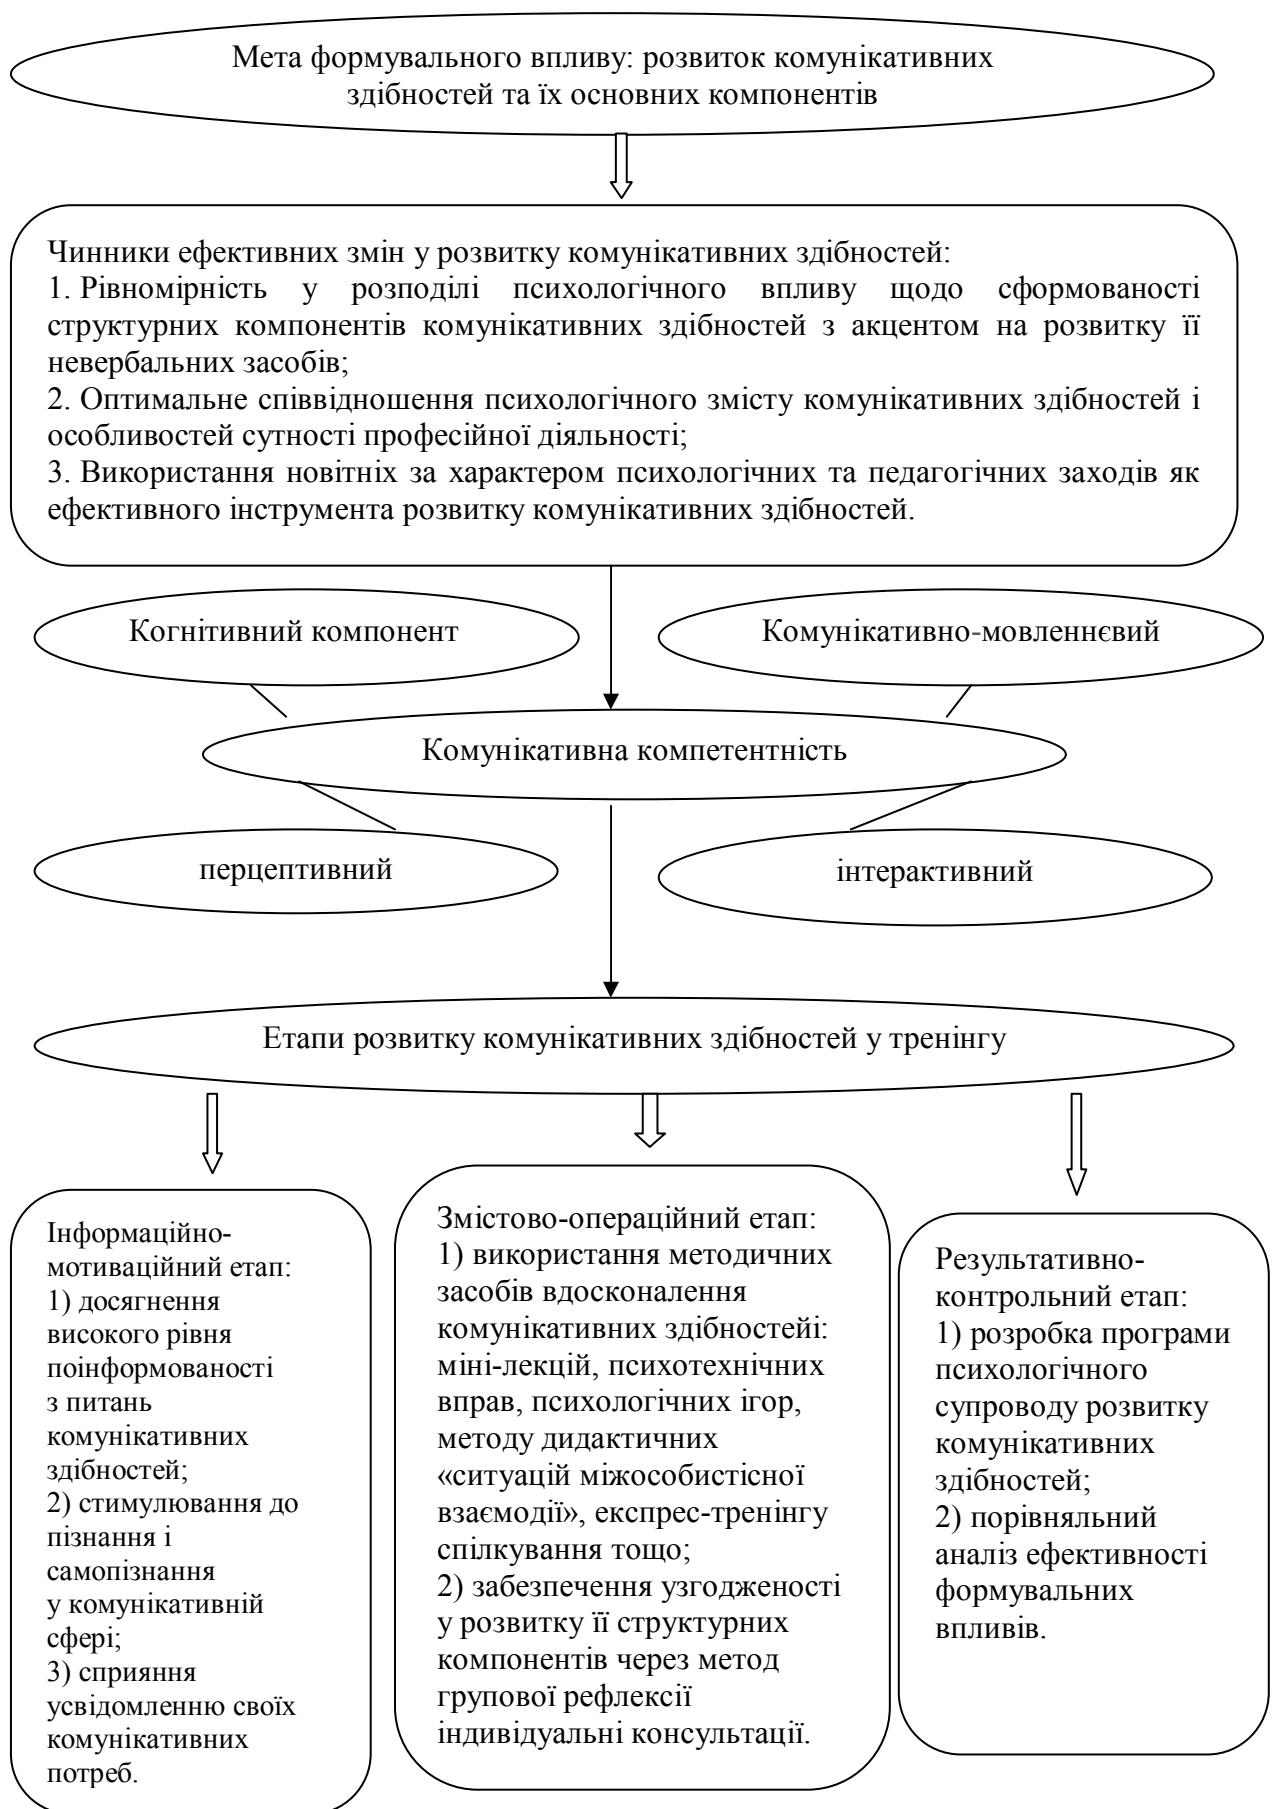 Мета формувального впливу: розвиток комунікативних
здібностей та їх основних компонентів
Чинники ефективних змін у розвитку комунікативних здібностей:
1. Рівномірність у розподілі психологічного впливу щодо сформованості
структурних компонентів комунікативних здібностей з акцентом на розвитку її
невербальних засобів;
2. Оптимальне співвідношення психологічного змісту комунікативних здібностей і
особливостей сутності професійної діяльності;
3. Використання новітніх за характером психологічних та педагогічних заходів як
ефективного інструмента розвитку комунікативних здібностей.
Когнітивний компонент
Комунікативно-мовленнєвий
Комунікативна компетентність
перцептивний
інтерактивний
Етапи розвитку комунікативних здібностей у тренінгу
Інформаційно-
мотиваційний етап:
1) досягнення
високого рівня
поінформованості
з питань
комунікативних
здібностей;
2) стимулювання до
пізнання і
самопізнання
у комунікативній
сфері;
3) сприяння
усвідомленню своїх
комунікативних
потреб.
Змістово-операційний етап:
1) використання методичних
засобів вдосконалення
комунікативних здібностейі:
міні-лекцій, психотехнічних
вправ, психологічних ігор,
методу дидактичних
«ситуацій міжособистісної
взаємодії», експрес-тренінгу
спілкування тощо;
2) забезпечення узгодженості
у розвитку її структурних
компонентів через метод
групової рефлексії
індивідуальні консультації.
Результативно-
контрольний етап:
1) розробка програми
психологічного
супроводу розвитку
комунікативних
здібностей;
2) порівняльний
аналіз ефективності
формувальних
впливів.